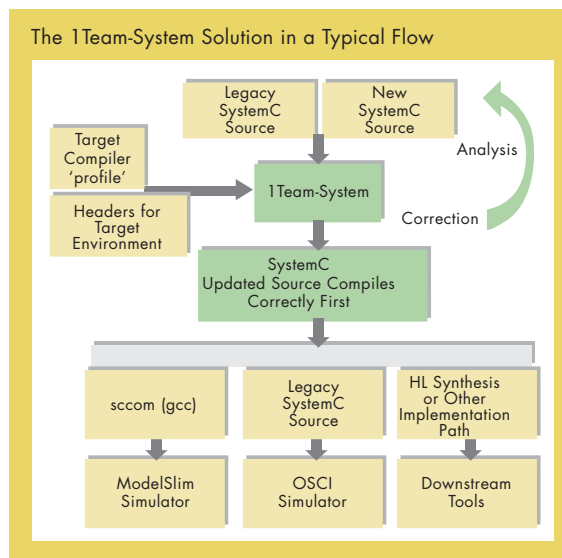 The 1Team-System Solution in a Typical Flow
Legacy
SystemC
Source
New
SystemC
Source
Target
Compiler
‘profile’
Headers for
Target
Environment
1Team-System
Analysis
Correction
SystemC
Updated Source Compiles
Correctly First
sccom (gcc)
Legacy
SystemC
Source
HL Synthesis
or Other
Implementation
Path
ModelSlim
Simulator
OSCI
Simulator
Downstream
Tools